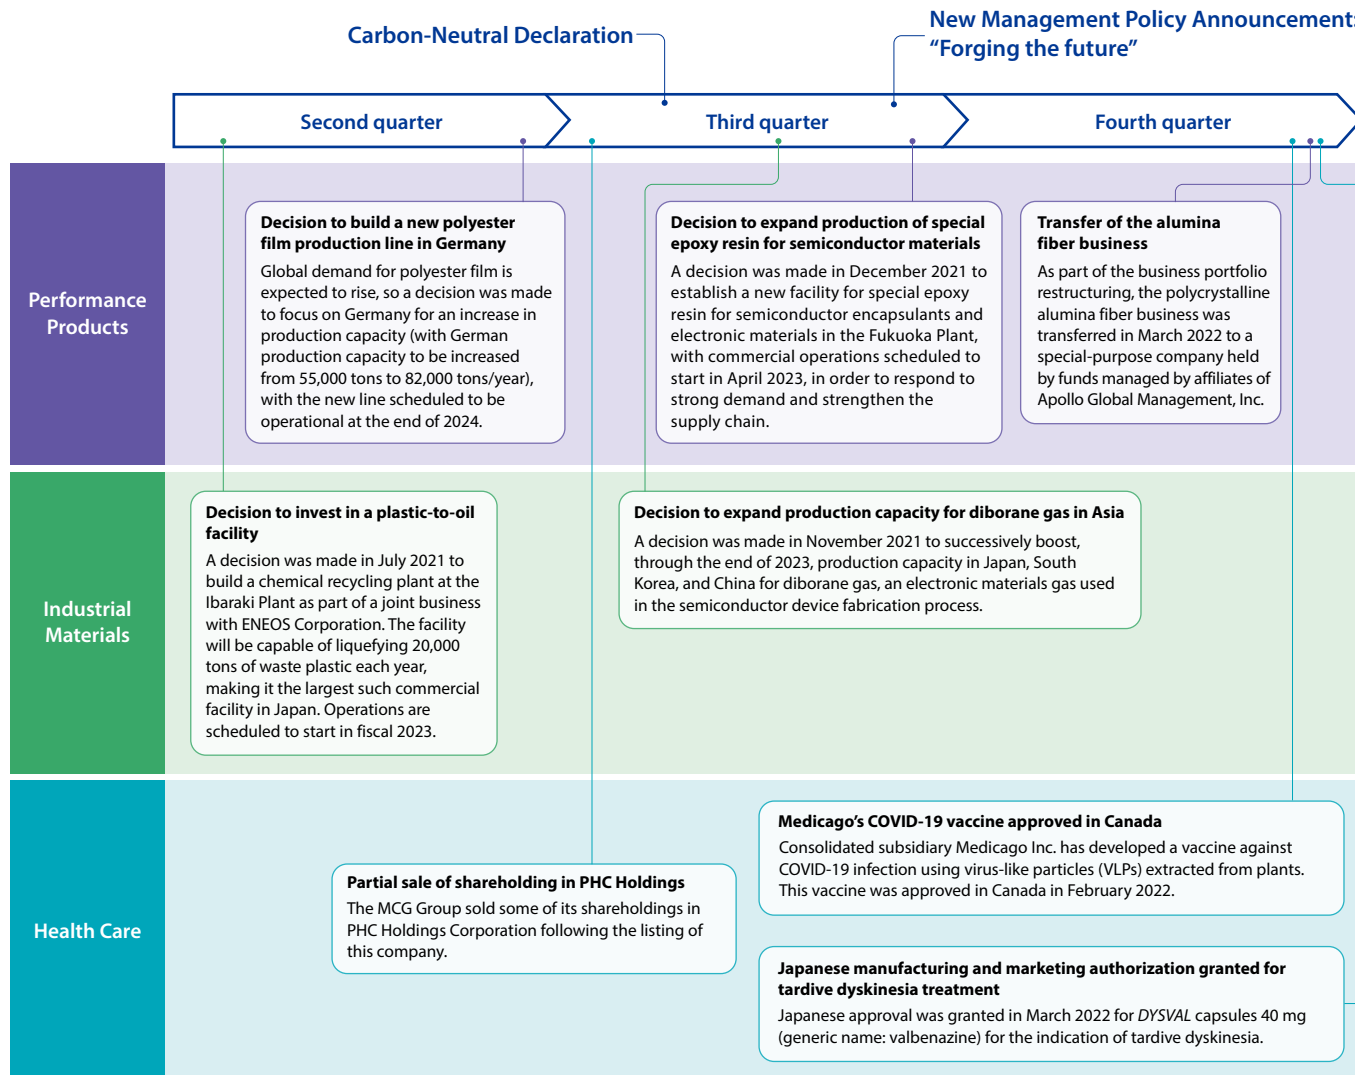 Carbon-Neutral Declaration
New Management Policy Announcement:
“Forging the future”
Second quarter
Third quarter
Fourth quarter
Performance
Products
Decision to build a new polyester
film production line in Germany
Global demand for polyester film is
expected to rise, so a decision was made
to focus on Germany for an increase in
production capacity (with German
production capacity to be increased
from 55,000 tons to 82,000 tons/year),
with the new line scheduled to be
operational at the end of 2024.
Decision to expand production of special
epoxy resin for semiconductor materials
A decision was made in December 2021 to
establish a new facility for special epoxy
resin for semiconductor encapsulants and
electronic materials in the Fukuoka Plant,
with commercial operations scheduled to
start in April 2023, in order to respond to
strong demand and strengthen the
supply chain.
Transfer of the alumina
fiber business
As part of the business portfolio
restructuring, the polycrystalline
alumina fiber business was
transferred in March 2022 to a
special-purpose company held
by funds managed by affiliates of
Apollo Global Management, Inc.
Industrial
Materials
Decision to invest in a plastic-to-oil
facility
A decision was made in July 2021 to
build a chemical recycling plant at the
Ibaraki Plant as part of a joint business
with ENEOS Corporation. The facility
will be capable of liquefying 20,000
tons of waste plastic each year,
making it the largest such commercial
facility in Japan. Operations are
scheduled to start in fiscal 2023.
Decision to expand production capacity for diborane gas in Asia
A decision was made in November 2021 to successively boost,
through the end of 2023, production capacity in Japan, South
Korea, and China for diborane gas, an electronic materials gas used
in the semiconductor device fabrication process.
Health Care
Partial sale of shareholding in PHC Holdings
The MCG Group sold some of its shareholdings in
PHC Holdings Corporation following the listing of
this company.
Medicago’s COVID-19 vaccine approved in Canada
Consolidated subsidiary Medicago Inc. has developed a vaccine against
COVID-19 infection using virus-like particles (VLPs) extracted from plants.
This vaccine was approved in Canada in February 2022.
Japanese manufacturing and marketing authorization granted for
tardive dyskinesia treatment
Japanese approval was granted in March 2022 for DYSVAL capsules 40 mg
(generic name: valbenazine) for the indication of tardive dyskinesia.